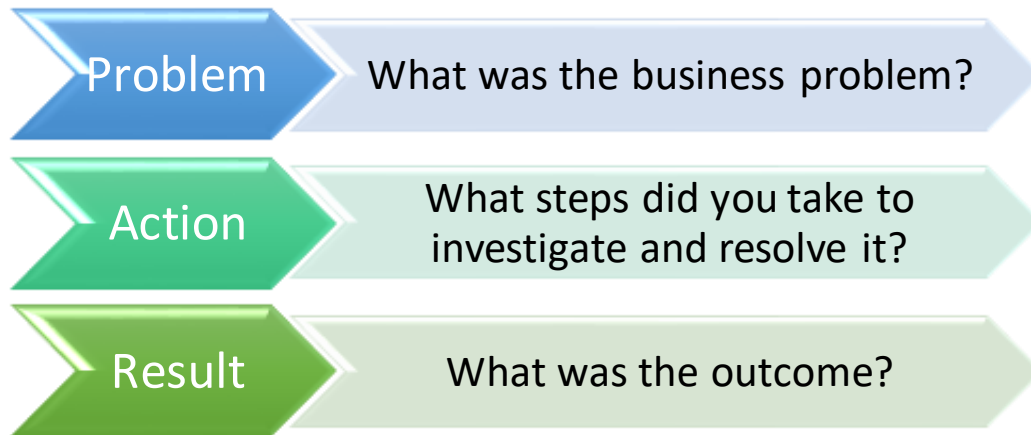 Problem
What was the business problem?
Action
What steps did you take to
investigate and resolve it?
Result
What was the outcome?